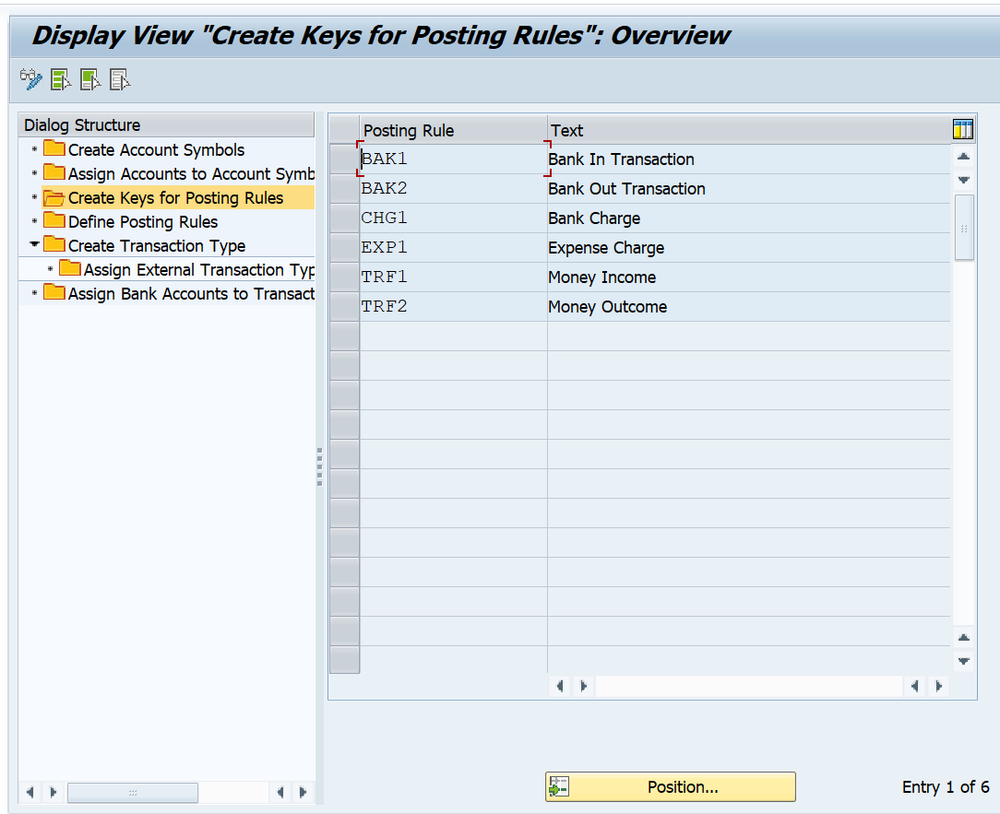 Display View "Create Keys for Posting Rules": Overview
Dialog Structure
Create Account Symbols
Assign Accounts to Account Symb
Create Keys for Posting Rules
Define Posting Rules
Create Transaction Type
Assign External Transaction Typ
Assign Bank Accounts to Transact
Posting Rule Text
BAK1 Bank In Transaction
BAK2 Bank Out Transaction
CHG1 Bank Charge
EXP1 Expense Charge
TRF1 Money Income
TRF2 Money Outcome
Position... Entry 1 of 6